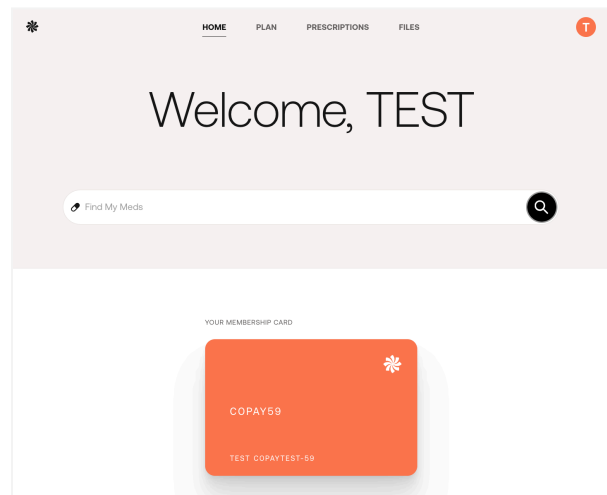 HOME PLAN PRESCRIPTIONS FILES T
Welcome, TEST
Find My Meds
YOUR MEMBERSHIP CARD
COPAY59
TEST COPAYTEST-59